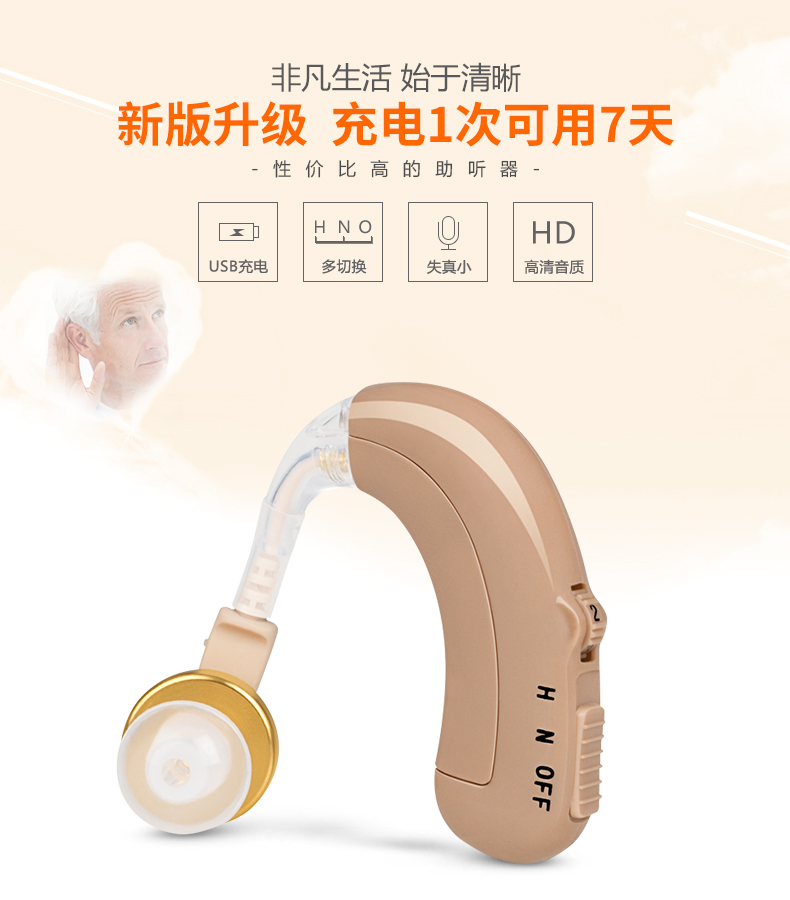 非凡生活 始于清晰
新版升级 充电1次可用7天
- 性价比高的助听器 -
H N O
HD
USB充电
多切换
失真小
高清音质
2
H
N
OFF